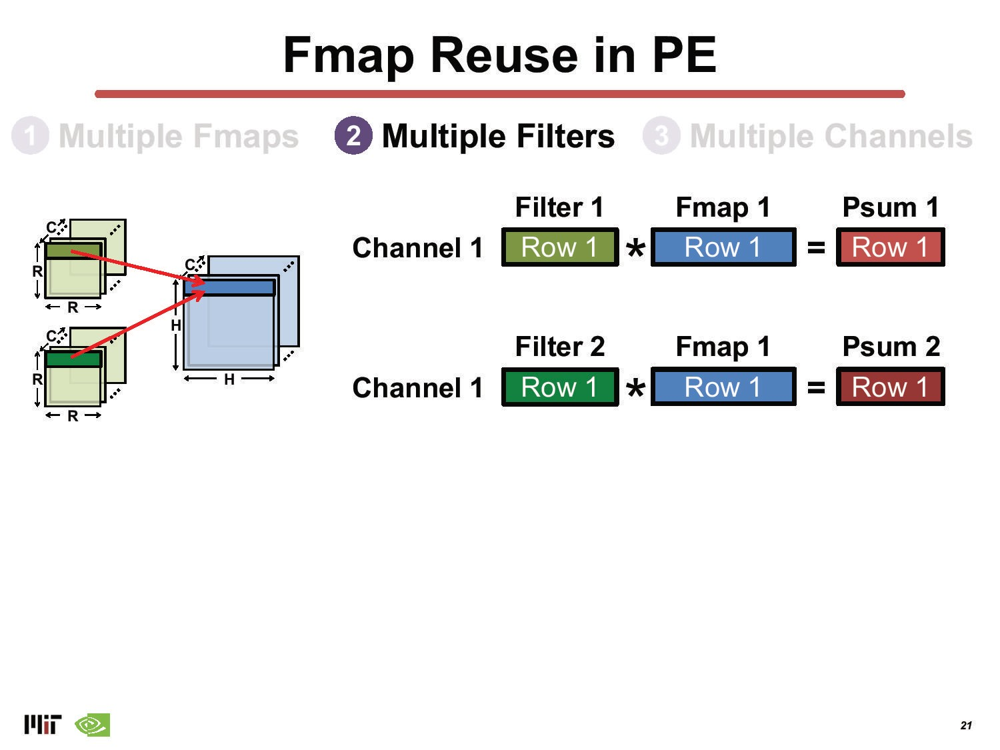 Fmap Reuse in PE
1 Multiple Fmaps 2 Multiple Filters 3 Multiple Channels
Filter 1 Fmap 1 Psum 1
Channel 1 Row 1 * Row 1 = Row 1
Filter 2 Fmap 1 Psum 2
Channel 1 Row 1 * Row 1 = Row 1
C
R
R
C
R
R
C
H
H
MIT
21